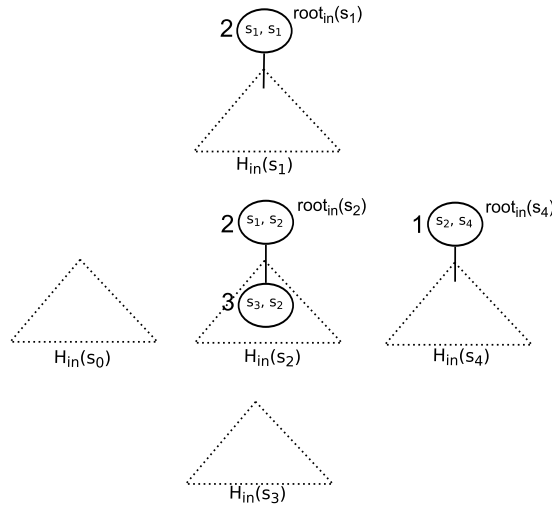 2 s₁, s₁ rootᵢₙ(s₁)
Hᵢₙ(s₁)
2 s₁, s₂ rootᵢₙ(s₂)
1 s₂, s₄ rootᵢₙ(s₄)
3 s₃, s₂
Hᵢₙ(s₀)
Hᵢₙ(s₂)
Hᵢₙ(s₄)
Hᵢₙ(s₃)